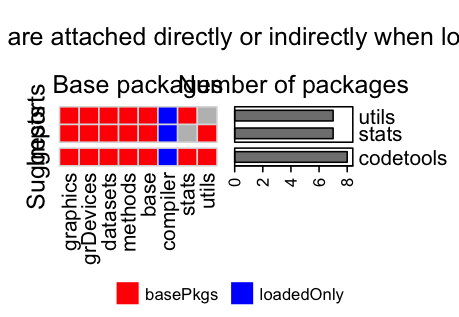 are attached directly or indirectly when lo
Base packages
Number of packages
Imports
Suggests
utils
stats
codetools
graphics
grDevices
datasets
methods
base
compiler
stats
utils
0
2
4
6
8
basePkgs
loadedOnly